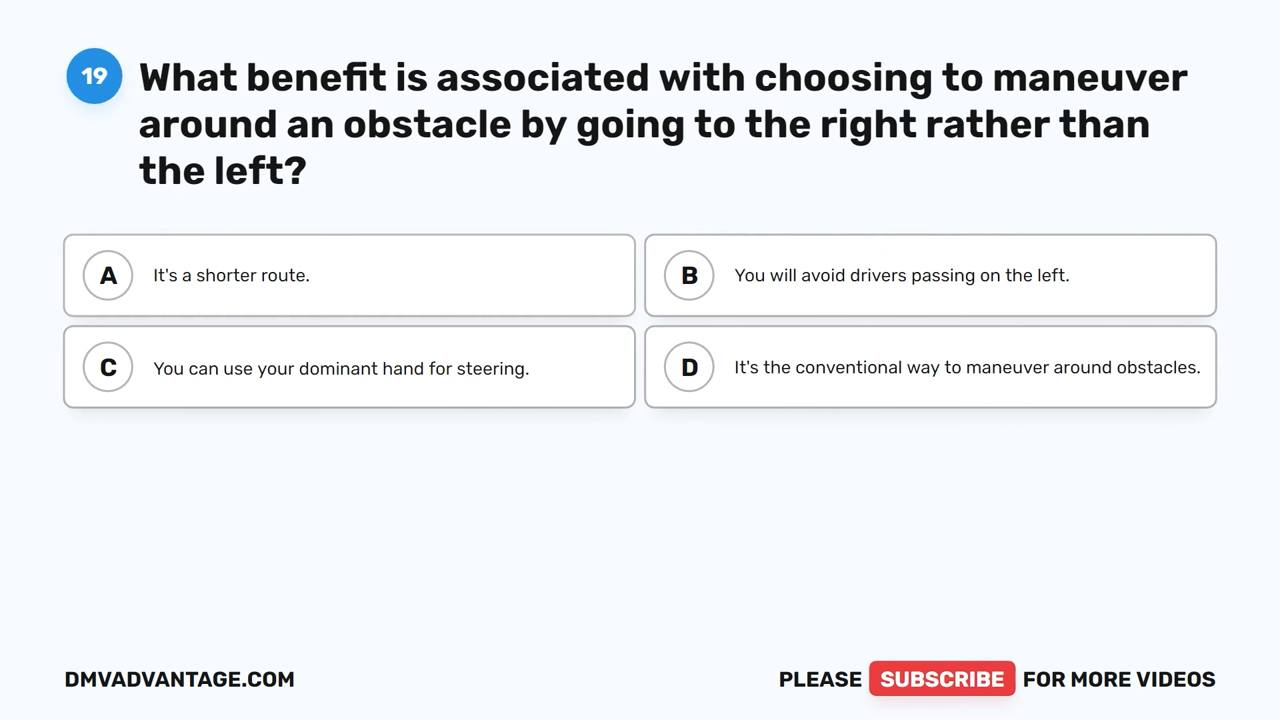 19
What benefit is associated with choosing to maneuver
around an obstacle by going to the right rather than
the left?
A It's a shorter route.
B You will avoid drivers passing on the left.
C You can use your dominant hand for steering.
D It's the conventional way to maneuver around obstacles.
DMVADVANTAGE.COM
PLEASE SUBSCRIBE FOR MORE VIDEOS